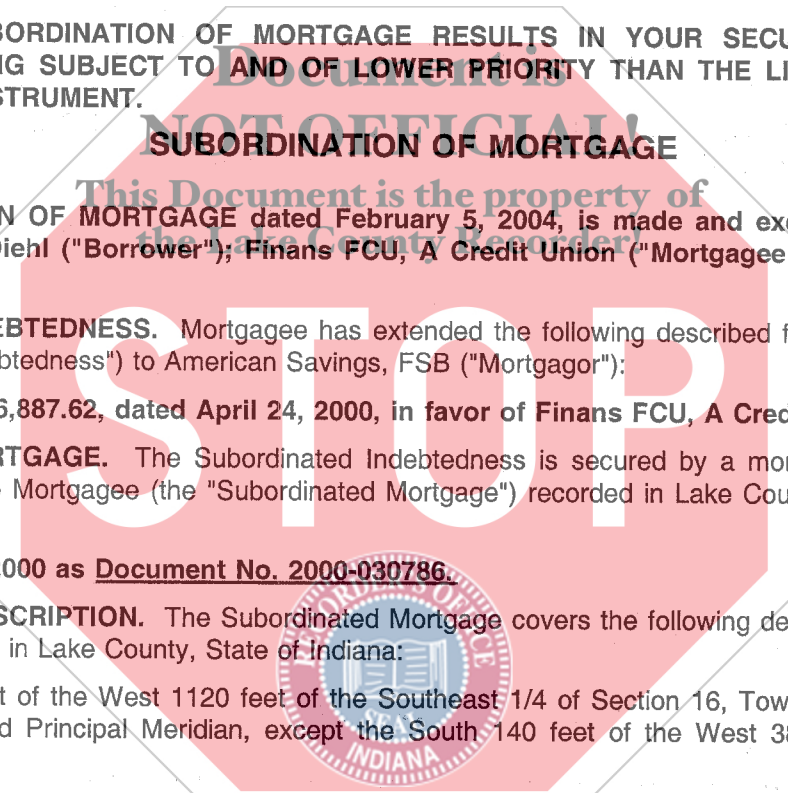 BORDINATION OF MORTGAGE RESULTS IN YOUR SECU
NG SUBJECT TO AND OF LOWER PRIORITY THAN THE LI
STRUMENT.
Document is
NOT OFFICIAL!
SUBORDINATION OF MORTGAGE
This Document is the property of
the Lake County Recorder!
N OF MORTGAGE dated February 5, 2004, is made and exe
Diehl ("Borrower"); Finans FCU, A Credit Union ("Mortgagee
STOP
EBTEDNESS. Mortgagee has extended the following described f
btedness") to American Savings, FSB ("Mortgagor"):
6,887.62, dated April 24, 2000, in favor of Finans FCU, A Cred
RTGAGE. The Subordinated Indebtedness is secured by a mor
Mortgagee (the "Subordinated Mortgage") recorded in Lake Cou
2000 as Document No. 2000-030786.
SCRIPTION. The Subordinated Mortgage covers the following de
in Lake County, State of Indiana:
t of the West 1120 feet of the Southeast 1/4 of Section 16, Tow
d Principal Meridian, except the South 140 feet of the West 38
RECORDER'S OFFICE
SEAL
INDIANA